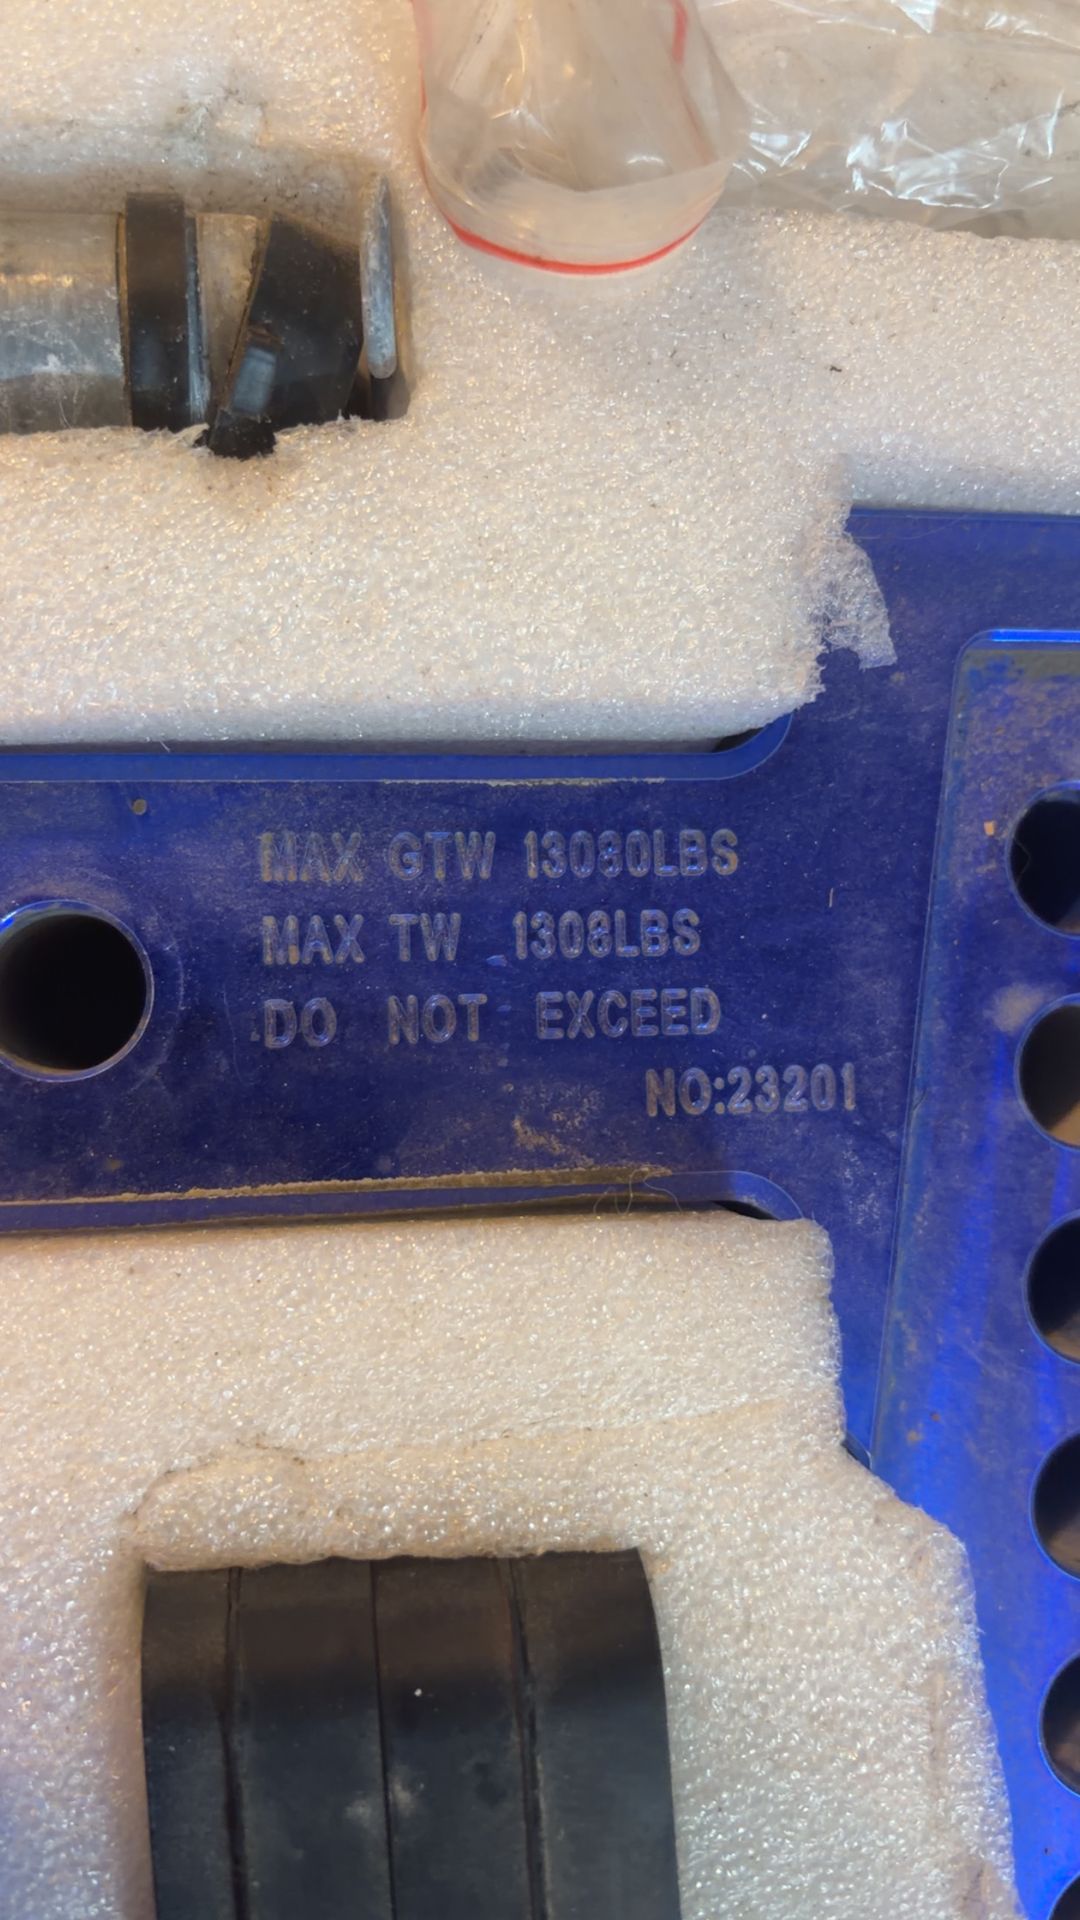 MAX GTW 13080LBS
MAX TW 1308LBS
DO NOT EXCEED
NO:23201